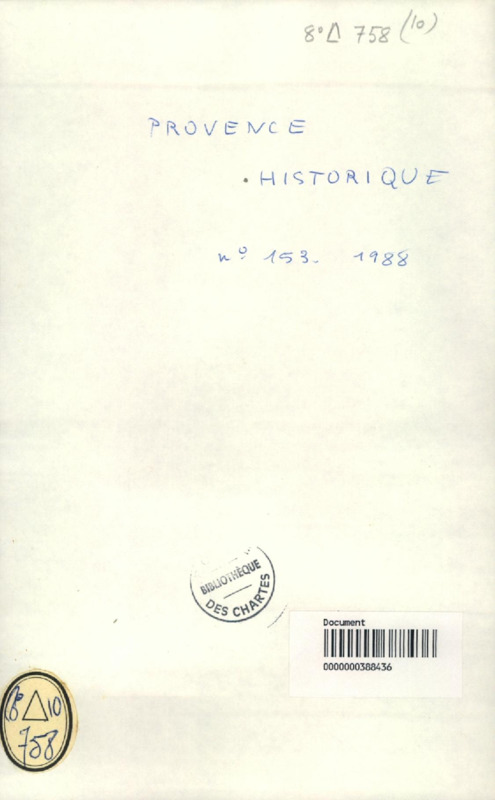 8° Δ 758 (10)
PROVENCE
HISTORIQUE
n° 153. 1988
BIBLIOTHÈQUE
DES CHARTES
Document
0000000388436
8° Δ 10
758